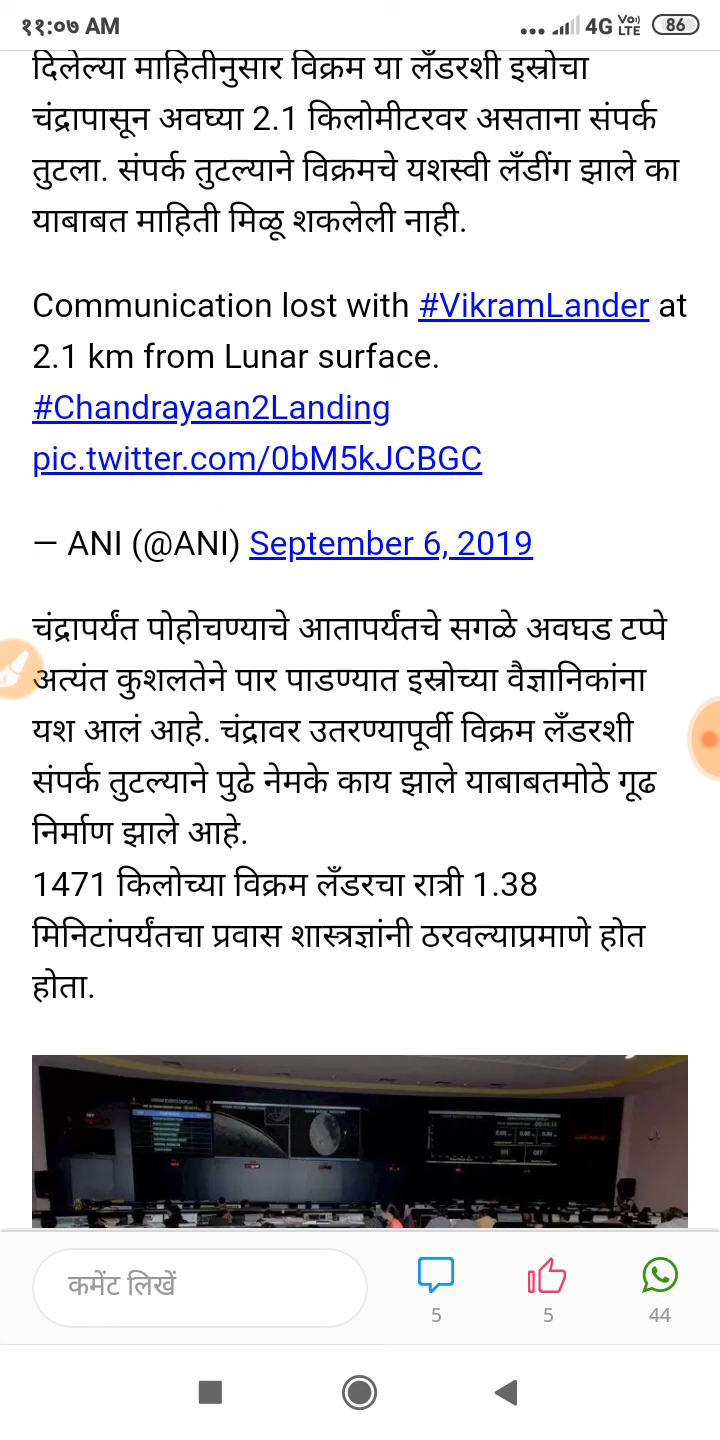 ११:०७ AM
... 4G Vo)) LTE 86
दिलेल्या माहितीनुसार विक्रम या लँडरशी इस्रोचा
चंद्रापासून अवघ्या 2.1 किलोमीटरवर असताना संपर्क
तुटला. संपर्क तुटल्याने विक्रमचे यशस्वी लँडींग झाले का
याबाबत माहिती मिळू शकलेली नाही.
Communication lost with #VikramLander at
2.1 km from Lunar surface.
#Chandrayaan2Landing
pic.twitter.com/0bM5kJCBGC
— ANI (@ANI) September 6, 2019
चंद्रापर्यंत पोहोचण्याचे आतापर्यंतचे सगळे अवघड टप्पे
अत्यंत कुशलतेने पार पाडण्यात इस्रोच्या वैज्ञानिकांना
यश आलं आहे. चंद्रावर उतरण्यापूर्वी विक्रम लँडरशी
संपर्क तुटल्याने पुढे नेमके काय झाले याबाबतमोठे गूढ
निर्माण झाले आहे.
1471 किलोच्या विक्रम लँडरचा रात्री 1.38
मिनिटांपर्यंतचा प्रवास शास्त्रज्ञांनी ठरवल्याप्रमाणे होत
होता.
कमेंट लिखें
5 5 44